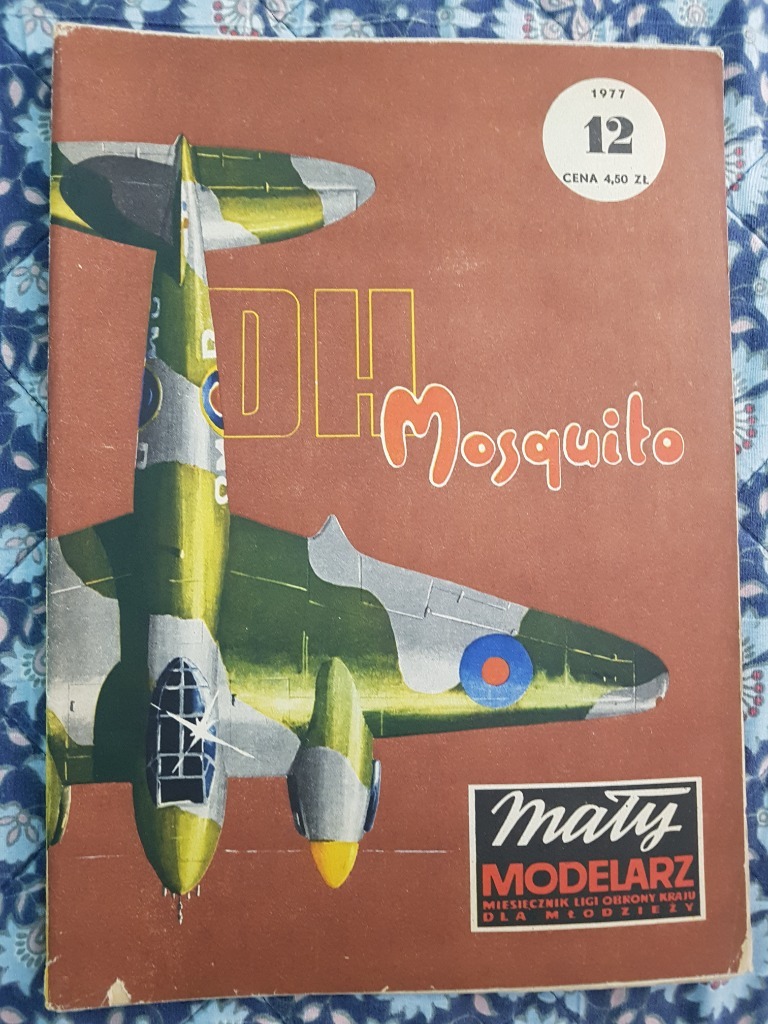 1977
12
CENA 4,50 ZŁ
DH
Mosquito
mały
MODELARZ
MIESIĘCZNIK LIGI OBRONY KRAJU
DLA MŁODZIEŻY